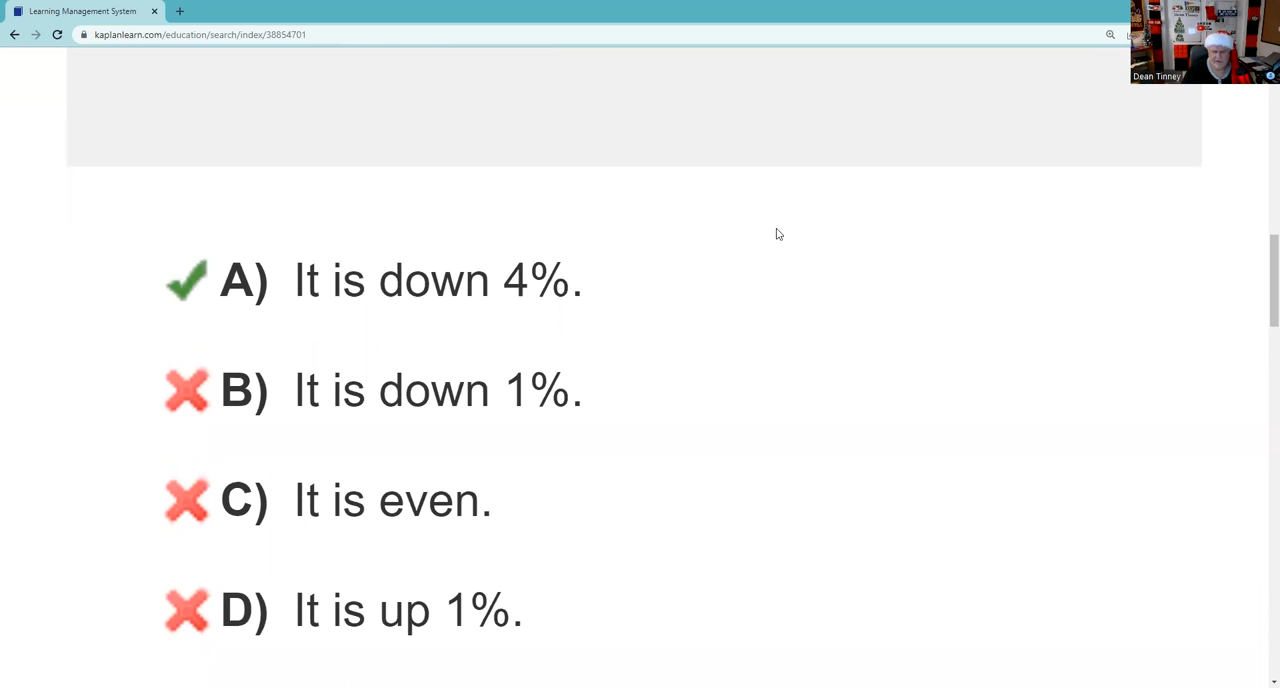 Learning Management System
kaplanlearn.com/education/search/index/38854701
Dean Tinney
A) It is down 4%.
B) It is down 1%.
C) It is even.
D) It is up 1%.